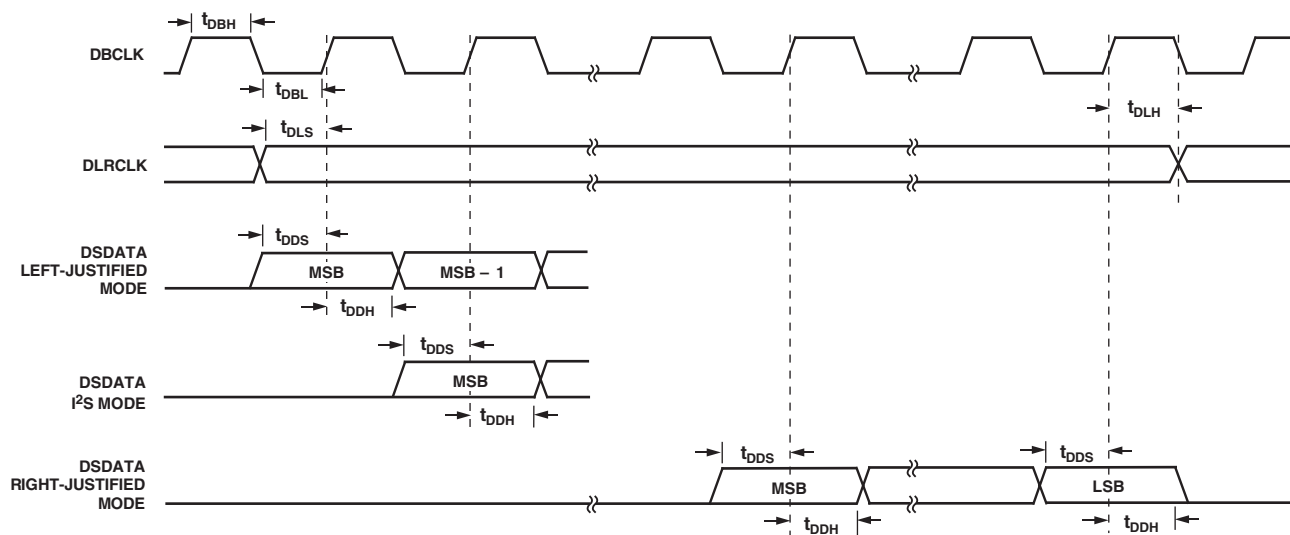 tDBH
DBCLK
tDBL
tDLH
tDLS
DLRCLK
tDDS
DSDATA
LEFT-JUSTIFIED
MODE
MSB
MSB – 1
tDDH
tDDS
DSDATA
I²S MODE
MSB
tDDH
DSDATA
RIGHT-JUSTIFIED
MODE
tDDS
tDDS
MSB
LSB
tDDH
tDDH